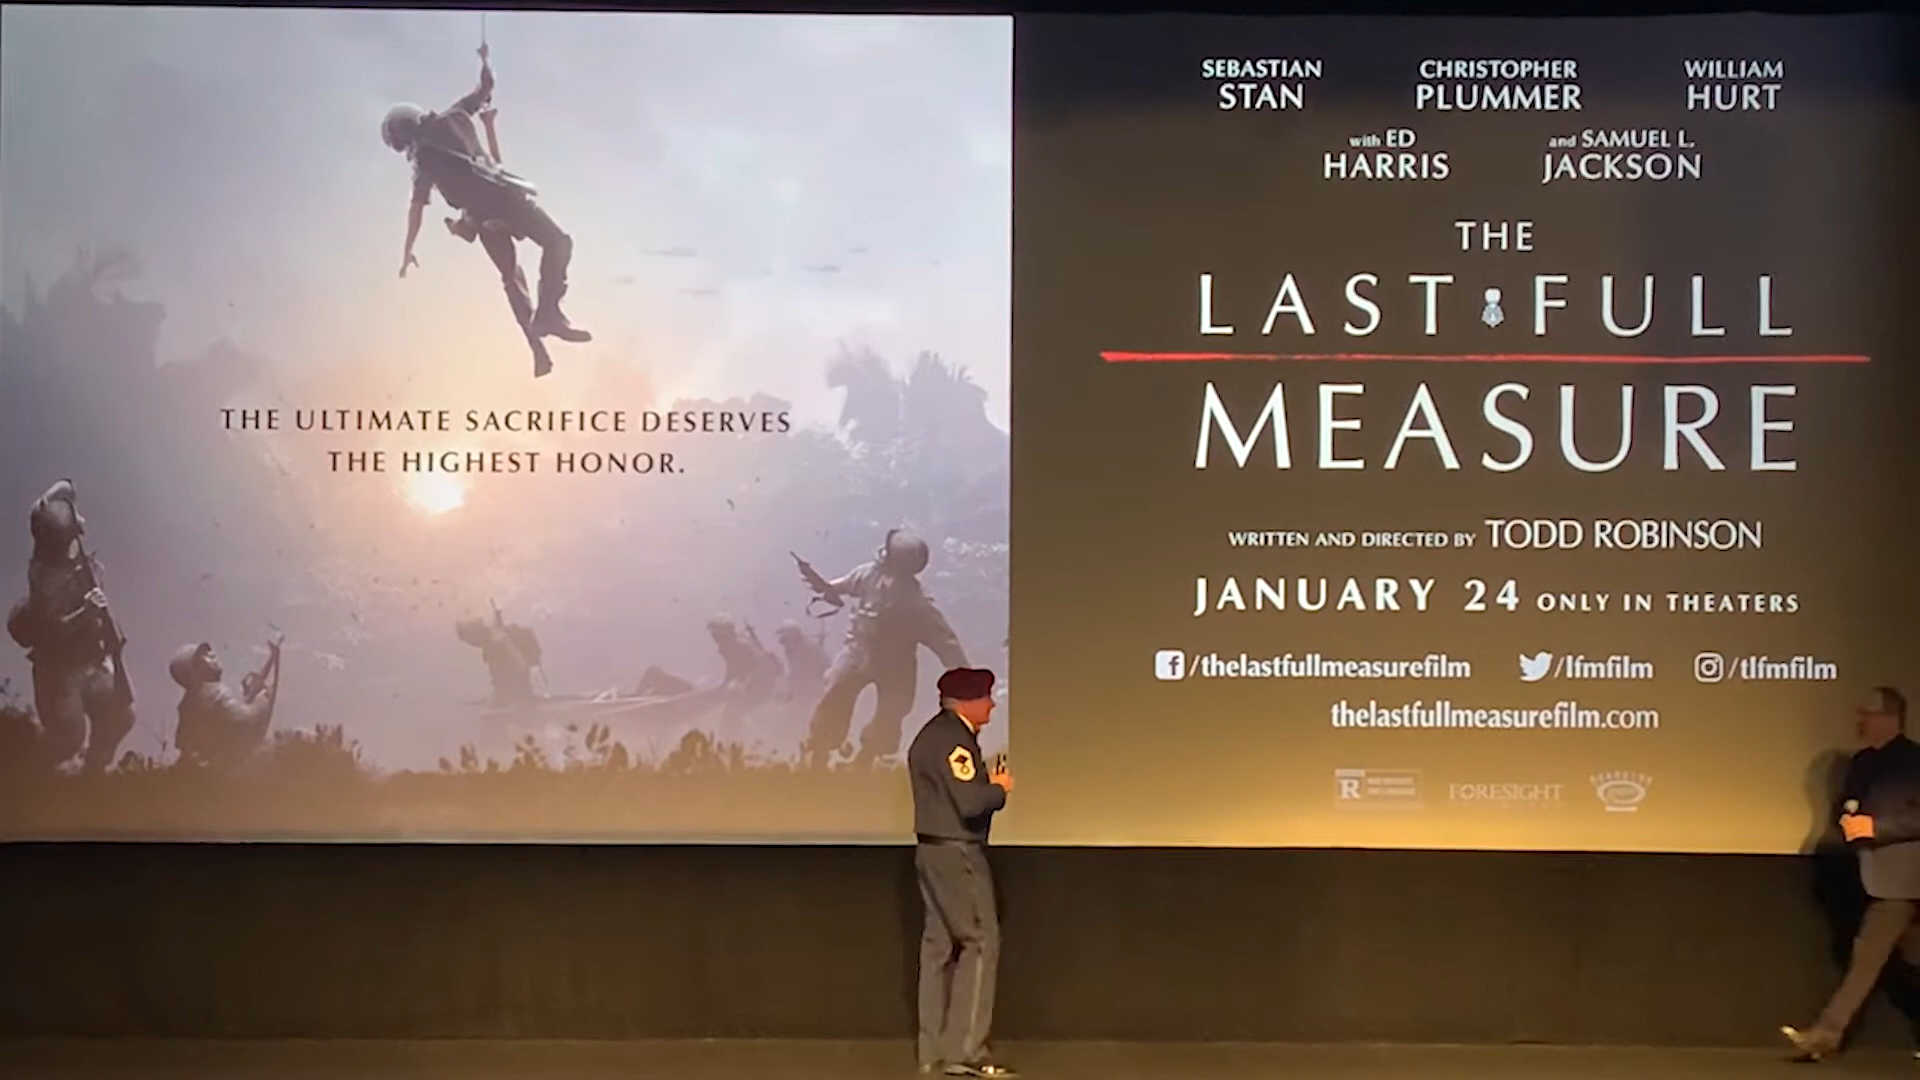 THE ULTIMATE SACRIFICE DESERVES
THE HIGHEST HONOR.
SEBASTIAN
STAN
CHRISTOPHER
PLUMMER
WILLIAM
HURT
with ED
HARRIS
and SAMUEL L.
JACKSON
THE
LAST FULL
MEASURE
WRITTEN AND DIRECTED BY TODD ROBINSON
JANUARY 24 ONLY IN THEATERS
f/thelastfullmeasurefilm
/lfmfilm
/tlfmfilm
thelastfullmeasurefilm.com
R
FORESIGHT